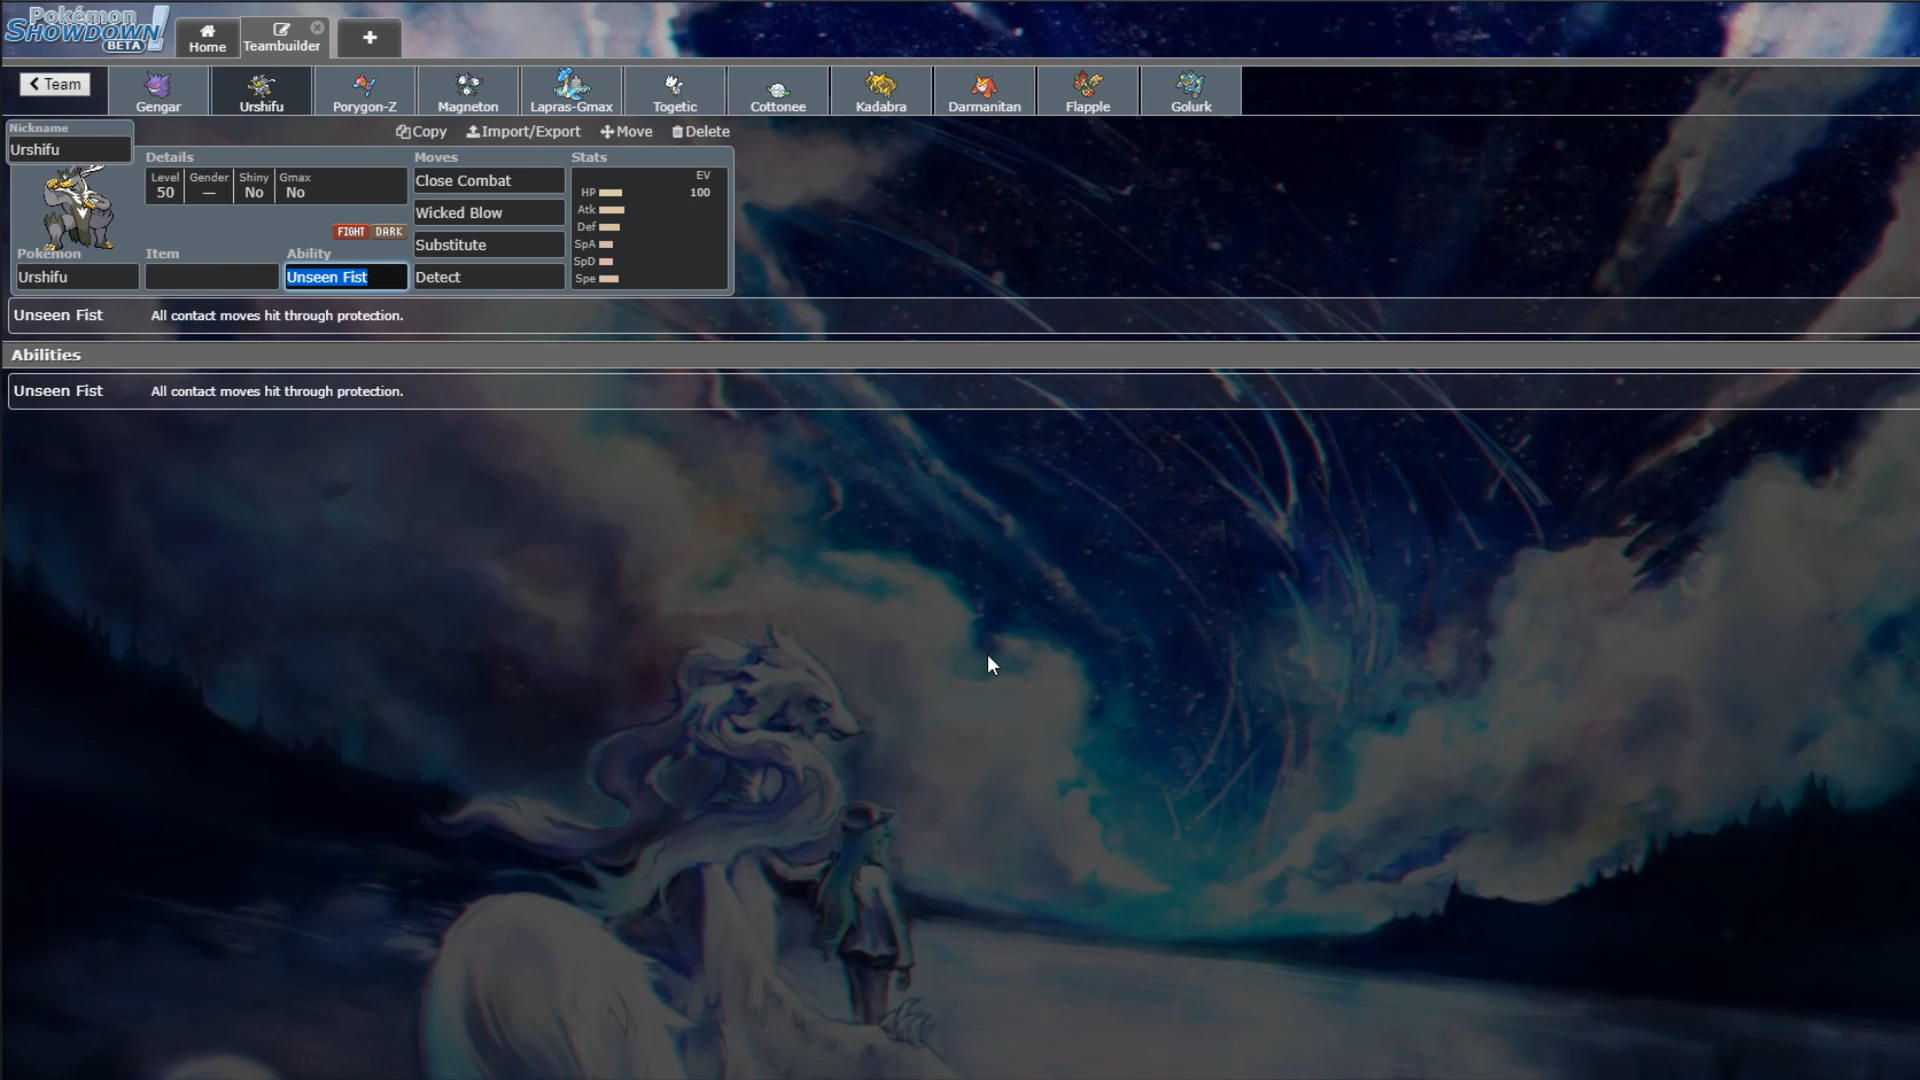 Pokémon
SHOWDOWN!
BETA
Home
Teambuilder
Team
Gengar
Urshifu
Porygon-Z
Magneton
Lapras-Gmax
Togetic
Cottonee
Kadabra
Darmanitan
Flapple
Golurk
Nickname
Urshifu
Copy Import/Export Move Delete
Details
Level Gender Shiny Gmax
50 — No No
FIGHT DARK
Pokémon Item Ability
Urshifu Unseen Fist
Moves
Close Combat
Wicked Blow
Substitute
Detect
Stats
EV
HP 100
Atk
Def
SpA
SpD
Spe
Unseen Fist All contact moves hit through protection.
Abilities
Unseen Fist All contact moves hit through protection.